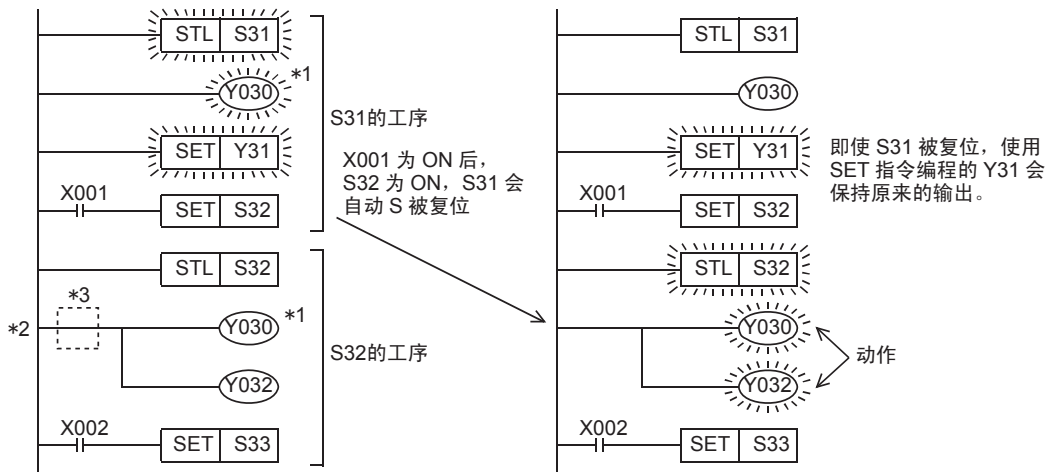 STL S31
Y030 *1
SET Y31
X001
SET S32
S31的工序
X001 为 ON 后，
S32 为 ON，S31 会
自动 S 被复位
STL S32
*3
*2
Y030 *1
Y032
S32的工序
X002
SET S33
STL S31
Y030
SET Y31
X001
SET S32
即使 S31 被复位，使用
SET 指令编程的 Y31 会
保持原来的输出。
STL S32
Y030
动作
Y032
X002
SET S33